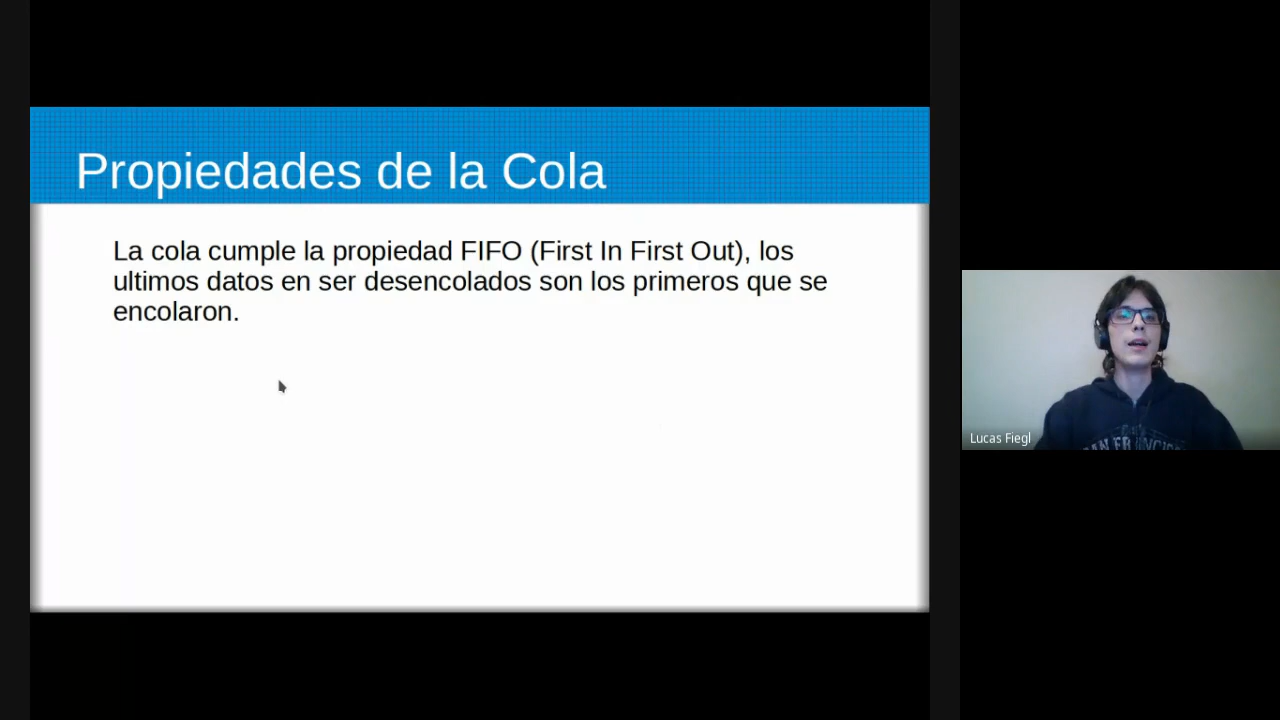 Propiedades de la Cola
La cola cumple la propiedad FIFO (First In First Out), los
ultimos datos en ser desencolados son los primeros que se
encolaron.
Lucas Fiegl